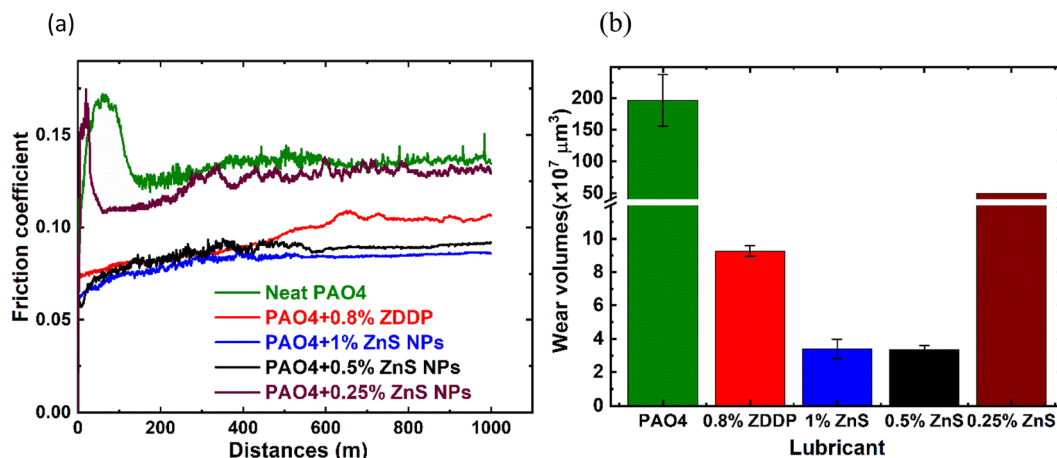 (a)
Friction coefficient
0.15
0.10
0.05
0.00
Neat PAO4
PAO4+0.8% ZDDP
PAO4+1% ZnS NPs
PAO4+0.5% ZnS NPs
PAO4+0.25% ZnS NPs
0 200 400 600 800 1000
Distances (m)
(b)
Wear volumes(x10⁷ μm³)
200
150
100
50
10
8
6
4
2
0
PAO4 0.8% ZDDP 1% ZnS 0.5% ZnS 0.25% ZnS
Lubricant